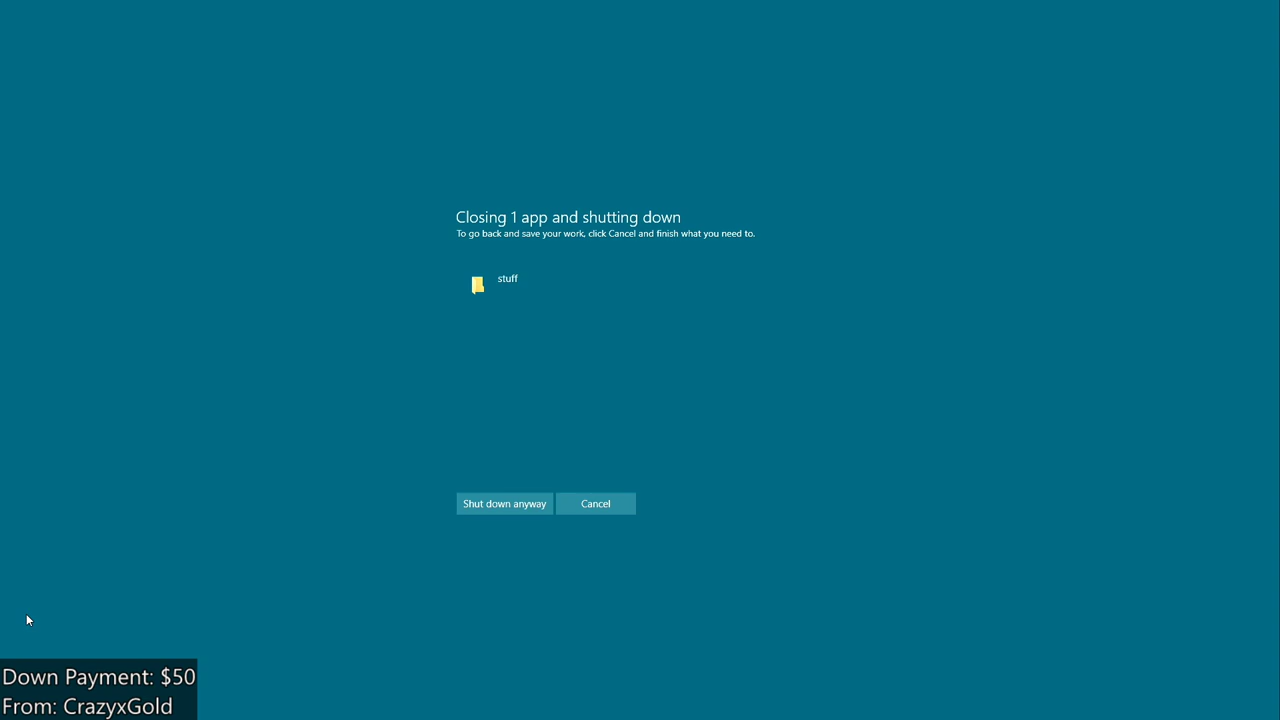 Closing 1 app and shutting down
To go back and save your work, click Cancel and finish what you need to.
stuff
Shut down anyway
Cancel
Down Payment: $50
From: CrazyxGold